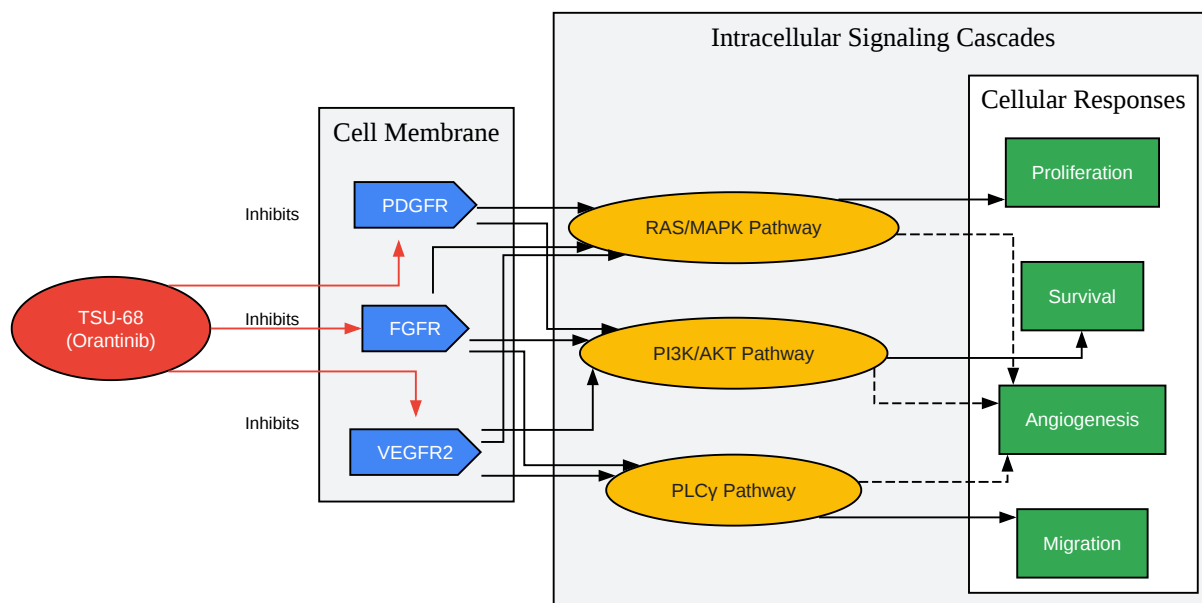 Intracellular Signaling Cascades
Cellular Responses
Cell Membrane
Proliferation
PDGFR
Inhibits
RAS/MAPK Pathway
Survival
TSU-68
(Orantinib)
Inhibits
FGFR
PI3K/AKT Pathway
Angiogenesis
Inhibits
VEGFR2
PLCγ Pathway
Migration